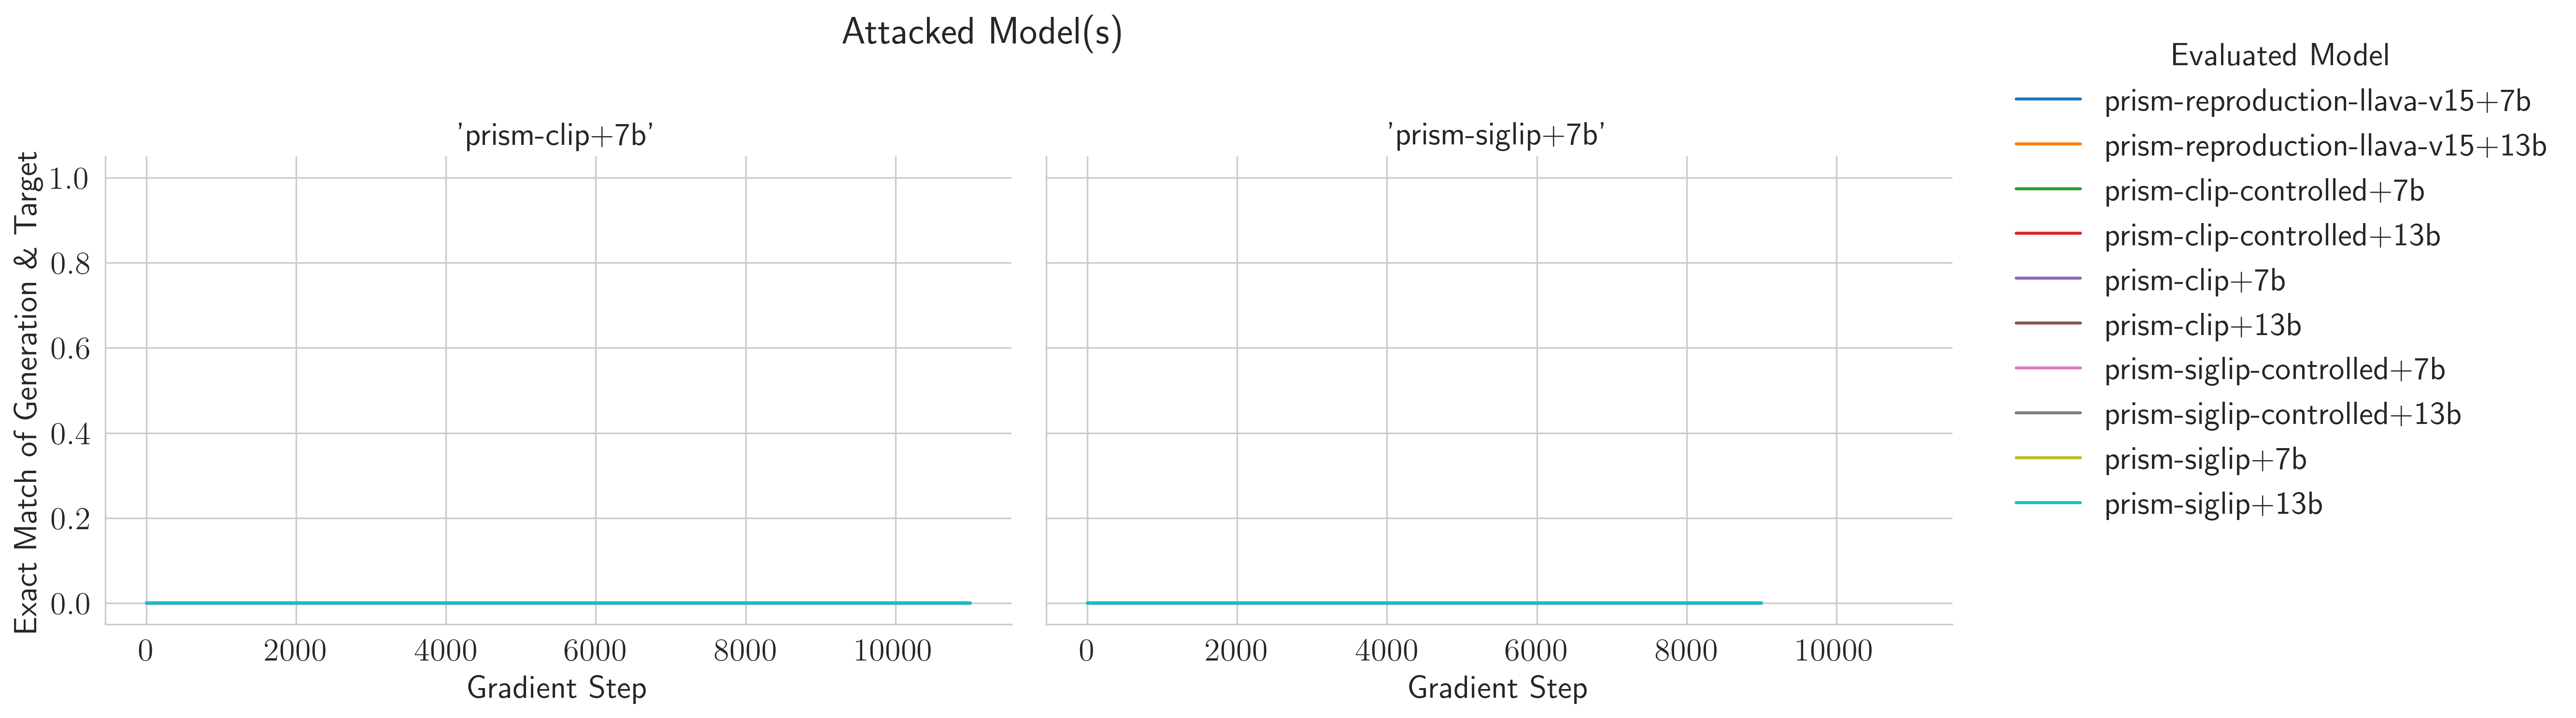 Attacked Model(s)
'prism-clip+7b'
'prism-siglip+7b'
Exact Match of Generation & Target
1.0
0.8
0.6
0.4
0.2
0.0
0 2000 4000 6000 8000 10000
0 2000 4000 6000 8000 10000
Gradient Step
Gradient Step
Evaluated Model
prism-reproduction-llava-v15+7b
prism-reproduction-llava-v15+13b
prism-clip-controlled+7b
prism-clip-controlled+13b
prism-clip+7b
prism-clip+13b
prism-siglip-controlled+7b
prism-siglip-controlled+13b
prism-siglip+7b
prism-siglip+13b